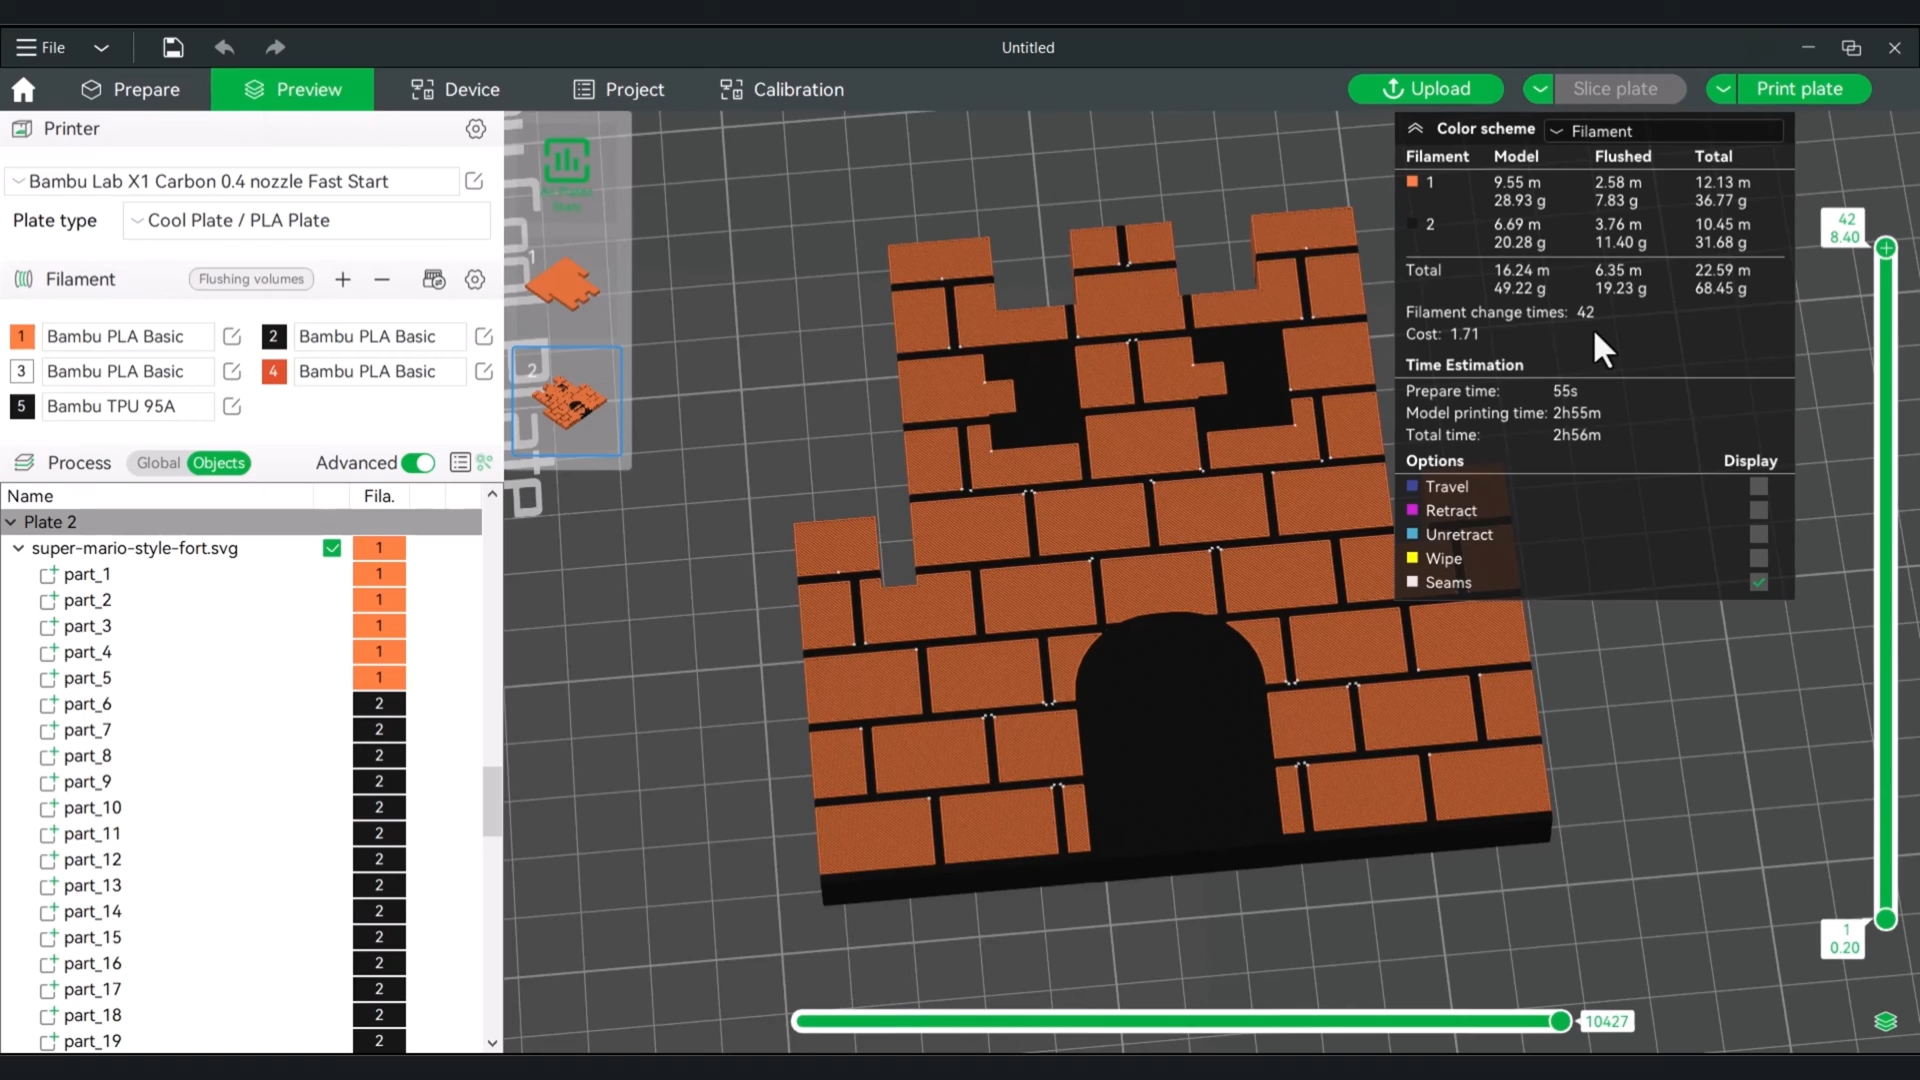 File
Untitled
Prepare
Preview
Device
Project
Calibration
Upload
Slice plate
Print plate
Printer
Bambu Lab X1 Carbon 0.4 nozzle Fast Start
Plate type
Cool Plate / PLA Plate
Filament
Flushing volumes
1 Bambu PLA Basic
2 Bambu PLA Basic
3 Bambu PLA Basic
4 Bambu PLA Basic
5 Bambu TPU 95A
Process
Global
Objects
Advanced
Name Fila.
Plate 2
super-mario-style-fort.svg 1
part_1 1
part_2 1
part_3 1
part_4 1
part_5 1
part_6 2
part_7 2
part_8 2
part_9 2
part_10 2
part_11 2
part_12 2
part_13 2
part_14 2
part_15 2
part_16 2
part_17 2
part_18 2
part_19 2
All Plates
Stats
1
2
Color scheme Filament
Filament Model Flushed Total
1 9.55 m 2.58 m 12.13 m
28.93 g 7.83 g 36.77 g
2 6.69 m 3.76 m 10.45 m
20.28 g 11.40 g 31.68 g
Total 16.24 m 6.35 m 22.59 m
49.22 g 19.23 g 68.45 g
Filament change times: 42
Cost: 1.71
Time Estimation
Prepare time: 55s
Model printing time: 2h55m
Total time: 2h56m
Options Display
Travel
Retract
Unretract
Wipe
Seams
42
8.40
1
0.20
10427